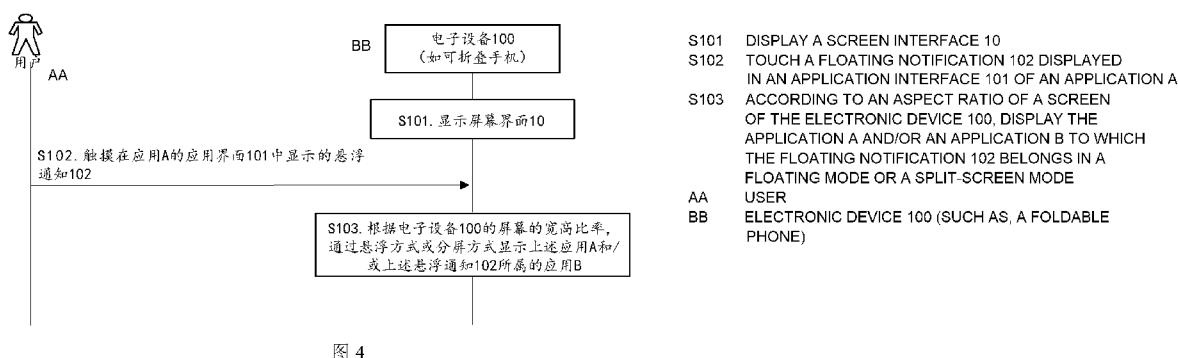 用户
AA
BB
电子设备100
(如可折叠手机)
S101. 显示屏幕界面10
S102. 触摸在应用A的应用界面101中显示的悬浮
通知102
S103. 根据电子设备100的屏幕的宽高比率,
通过悬浮方式或分屏方式显示上述应用A和/
或上述悬浮通知102所属的应用B
图 4
S101 DISPLAY A SCREEN INTERFACE 10
S102 TOUCH A FLOATING NOTIFICATION 102 DISPLAYED
IN AN APPLICATION INTERFACE 101 OF AN APPLICATION A
S103 ACCORDING TO AN ASPECT RATIO OF A SCREEN
OF THE ELECTRONIC DEVICE 100, DISPLAY THE
APPLICATION A AND/OR AN APPLICATION B TO WHICH
THE FLOATING NOTIFICATION 102 BELONGS IN A
FLOATING MODE OR A SPLIT-SCREEN MODE
AA USER
BB ELECTRONIC DEVICE 100 (SUCH AS, A FOLDABLE
PHONE)